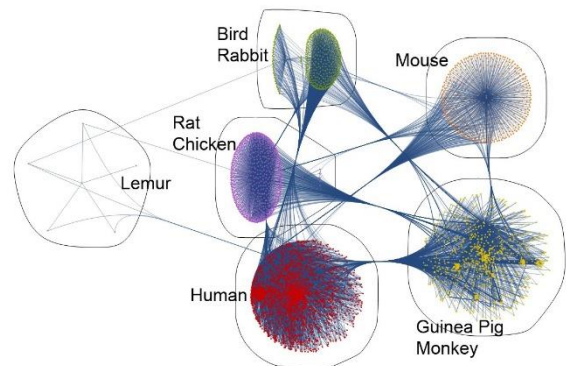 Bird
Rabbit
Mouse
Rat
Chicken
Lemur
Human
Guinea Pig
Monkey